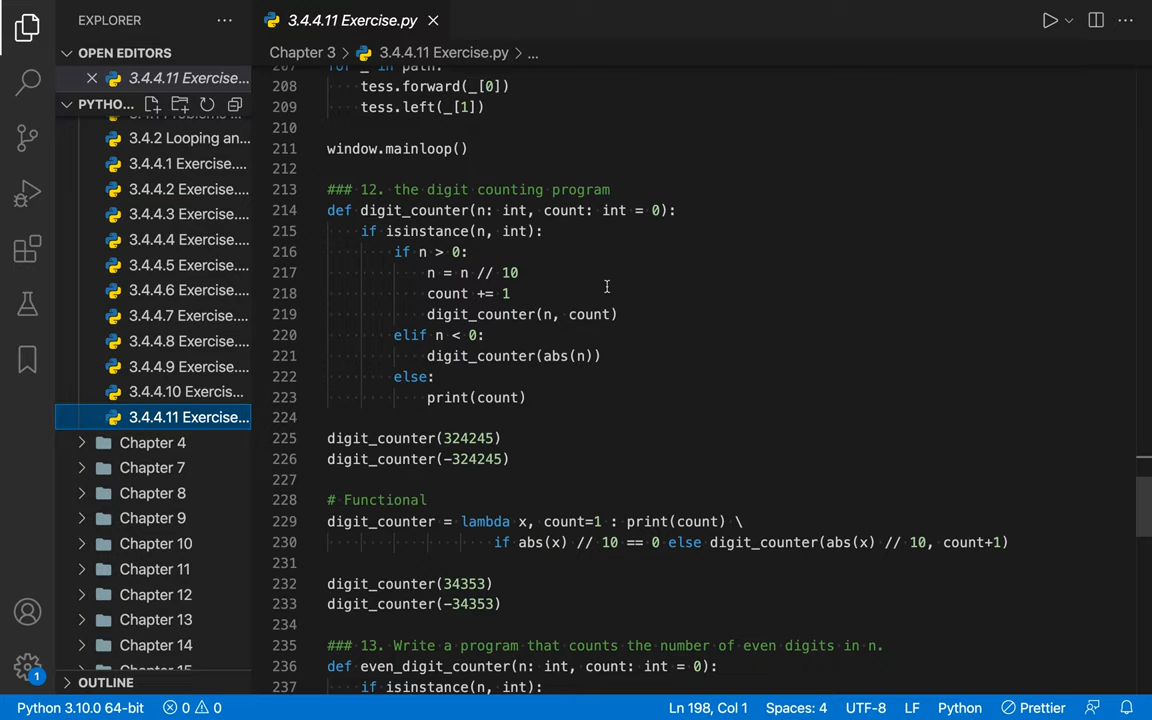 EXPLORER
3.4.4.11 Exercise.py
OPEN EDITORS
Chapter 3 > 3.4.4.11 Exercise.py > ...
3.4.4.11 Exercise...
PYTHO...
3.4.2 Looping an...
3.4.4.1 Exercise....
3.4.4.2 Exercise....
3.4.4.3 Exercise....
3.4.4.4 Exercise....
3.4.4.5 Exercise....
3.4.4.6 Exercise....
3.4.4.7 Exercise....
3.4.4.8 Exercise....
3.4.4.9 Exercise....
3.4.4.10 Exercis...
3.4.4.11 Exercise...
Chapter 4
Chapter 7
Chapter 8
Chapter 9
Chapter 10
Chapter 11
Chapter 12
Chapter 13
Chapter 14
Chapter 15
OUTLINE
207 for _ in path:
208 tess.forward(_[0])
209 tess.left(_[1])
210
211 window.mainloop()
212
213 ### 12. the digit counting program
214 def digit_counter(n: int, count: int = 0):
215 if isinstance(n, int):
216 if n > 0:
217 n = n // 10
218 count += 1
219 digit_counter(n, count)
220 elif n < 0:
221 digit_counter(abs(n))
222 else:
223 print(count)
224
225 digit_counter(324245)
226 digit_counter(-324245)
227
228 # Functional
229 digit_counter = lambda x, count=1 : print(count) \
230 if abs(x) // 10 == 0 else digit_counter(abs(x) // 10, count+1)
231
232 digit_counter(34353)
233 digit_counter(-34353)
234
235 ### 13. Write a program that counts the number of even digits in n.
236 def even_digit_counter(n: int, count: int = 0):
237 if isinstance(n, int):
1
Python 3.10.0 64-bit 0 0 Ln 198, Col 1 Spaces: 4 UTF-8 LF Python Prettier